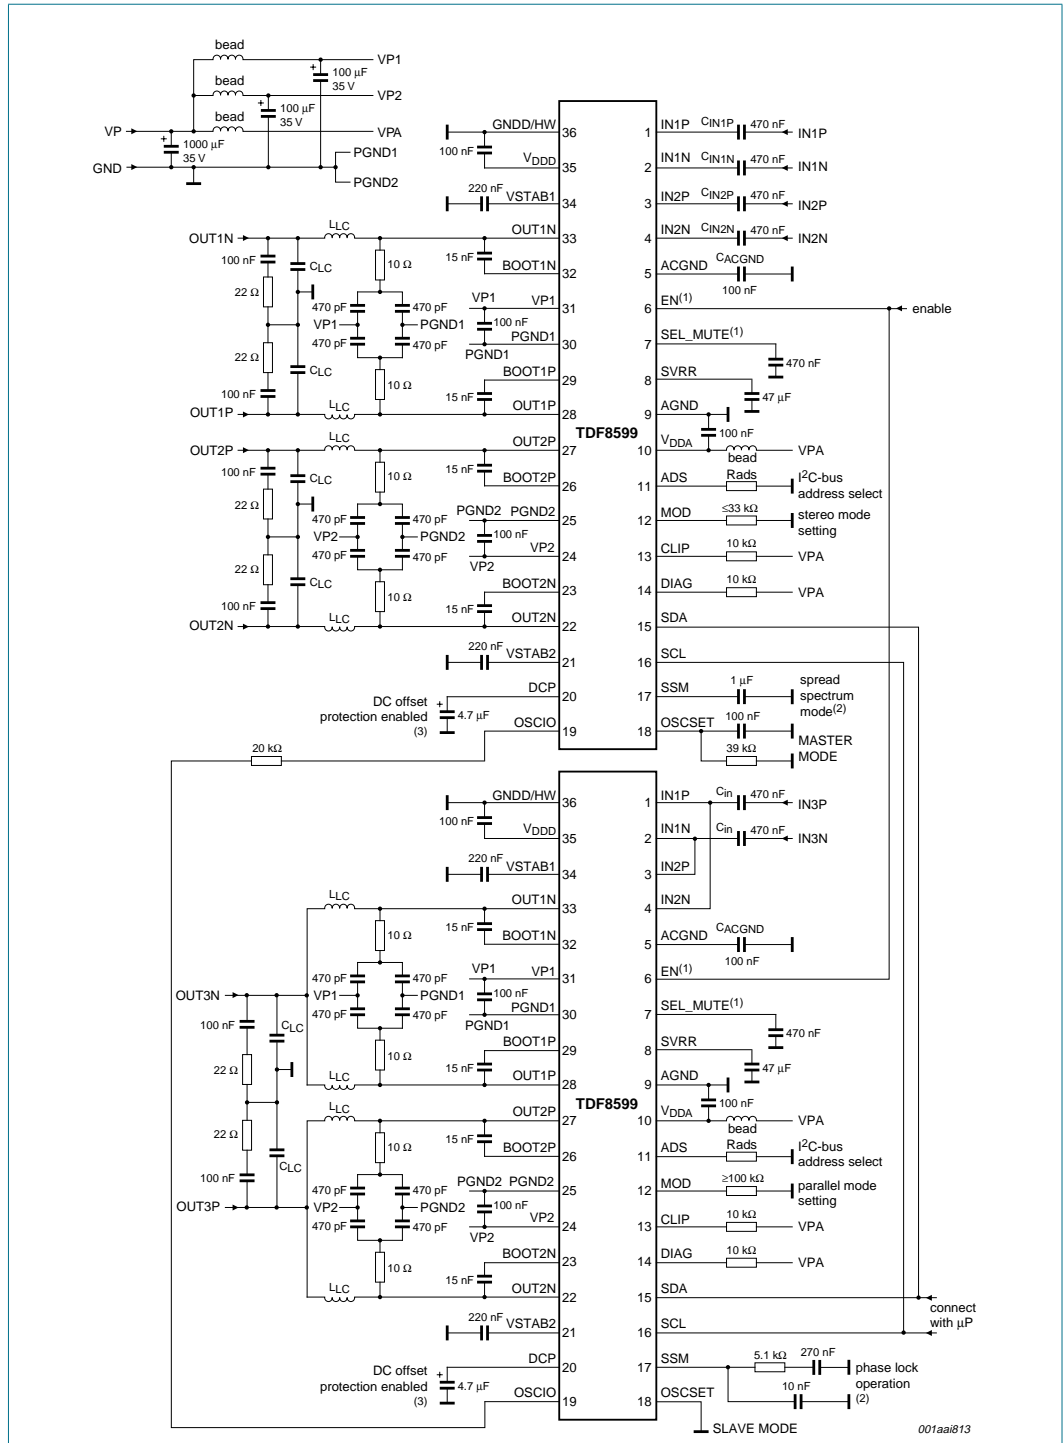 bead
VP1
100 μF
35 V
bead
VP2
100 μF
35 V
bead
VP
VPA
1000 μF
35 V
PGND1
GND
PGND2
GNDD/HW
36
100 nF
VDDD
35
220 nF
VSTAB1
34
LLC
OUT1N
OUT1N
33
100 nF
CLC
10 Ω
15 nF
BOOT1N
32
22 Ω
470 pF
470 pF
VP1
VP1
31
VP1
PGND1
100 nF
470 pF
470 pF
PGND1
PGND1
30
22 Ω
CLC
10 Ω
BOOT1P
29
100 nF
15 nF
OUT1P
LLC
OUT1P
28
LLC
OUT2P
OUT2P
27
100 nF
CLC
10 Ω
15 nF
BOOT2P
26
22 Ω
470 pF
470 pF
PGND2
PGND2
25
VP2
PGND2
100 nF
470 pF
470 pF
VP2
VP2
24
22 Ω
CLC
10 Ω
BOOT2N
23
100 nF
15 nF
OUT2N
LLC
OUT2N
22
220 nF
VSTAB2
21
DC offset
protection enabled
(3)
4.7 μF
DCP
20
OSCIO
19
20 kΩ
TDF8599
1
IN1P
CIN1P
470 nF
IN1P
2
IN1N
CIN1N
470 nF
IN1N
3
IN2P
CIN2P
470 nF
IN2P
4
IN2N
CIN2N
470 nF
IN2N
5
ACGND
CACGND
100 nF
6
EN(1)
enable
7
SEL_MUTE(1)
470 nF
8
SVRR
47 μF
9
AGND
100 nF
10
VDDA
bead
VPA
11
ADS
Rads
I2C-bus
address select
12
MOD
≤33 kΩ
stereo mode
setting
13
CLIP
10 kΩ
VPA
14
DIAG
10 kΩ
VPA
15
SDA
16
SCL
17
SSM
1 μF
spread
spectrum
mode(2)
18
OSCSET
100 nF
39 kΩ
MASTER
MODE
GNDD/HW
36
100 nF
VDDD
35
220 nF
VSTAB1
34
LLC
OUT1N
33
10 Ω
15 nF
BOOT1N
32
470 pF
470 pF
VP1
VP1
31
OUT3N
VP1
PGND1
100 nF
470 pF
470 pF
PGND1
PGND1
30
100 nF
CLC
10 Ω
BOOT1P
29
22 Ω
15 nF
LLC
OUT1P
28
LLC
OUT2P
27
22 Ω
10 Ω
15 nF
BOOT2P
26
100 nF
CLC
470 pF
470 pF
PGND2
PGND2
25
OUT3P
VP2
PGND2
100 nF
470 pF
470 pF
VP2
VP2
24
10 Ω
BOOT2N
23
15 nF
LLC
OUT2N
22
220 nF
VSTAB2
21
DC offset
protection enabled
(3)
4.7 μF
DCP
20
OSCIO
19
TDF8599
1
IN1P
Cin
470 nF
IN3P
2
IN1N
Cin
470 nF
IN3N
3
IN2P
4
IN2N
5
ACGND
CACGND
100 nF
6
EN(1)
7
SEL_MUTE(1)
470 nF
8
SVRR
47 μF
9
AGND
100 nF
10
VDDA
bead
VPA
11
ADS
Rads
I2C-bus
address select
12
MOD
≥100 kΩ
parallel mode
setting
13
CLIP
10 kΩ
VPA
14
DIAG
10 kΩ
VPA
15
SDA
16
SCL
connect
with μP
17
SSM
5.1 kΩ
270 nF
10 nF
phase lock
operation
(2)
18
OSCSET
SLAVE MODE
001aai813